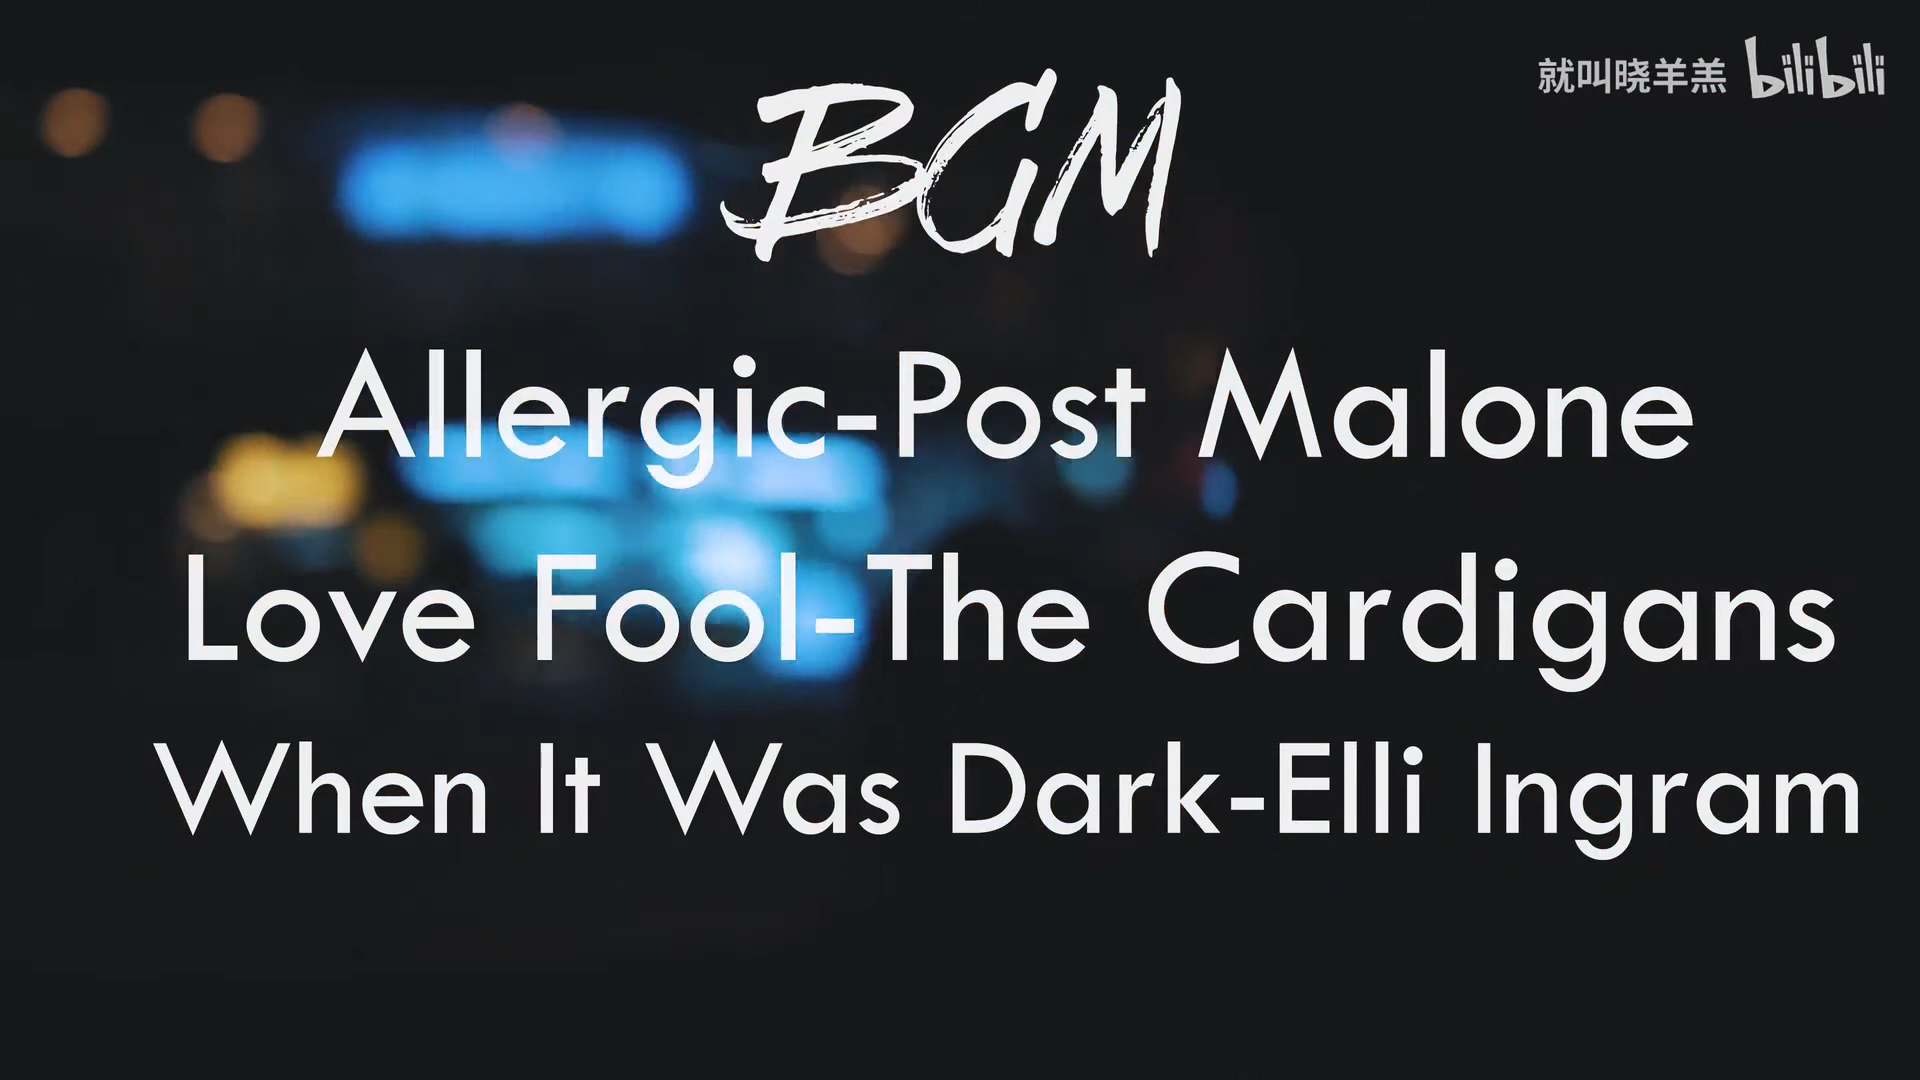 就叫晓羊羔 bilibili
BGM
Allergic-Post Malone
Love Fool-The Cardigans
When It Was Dark-Elli Ingram